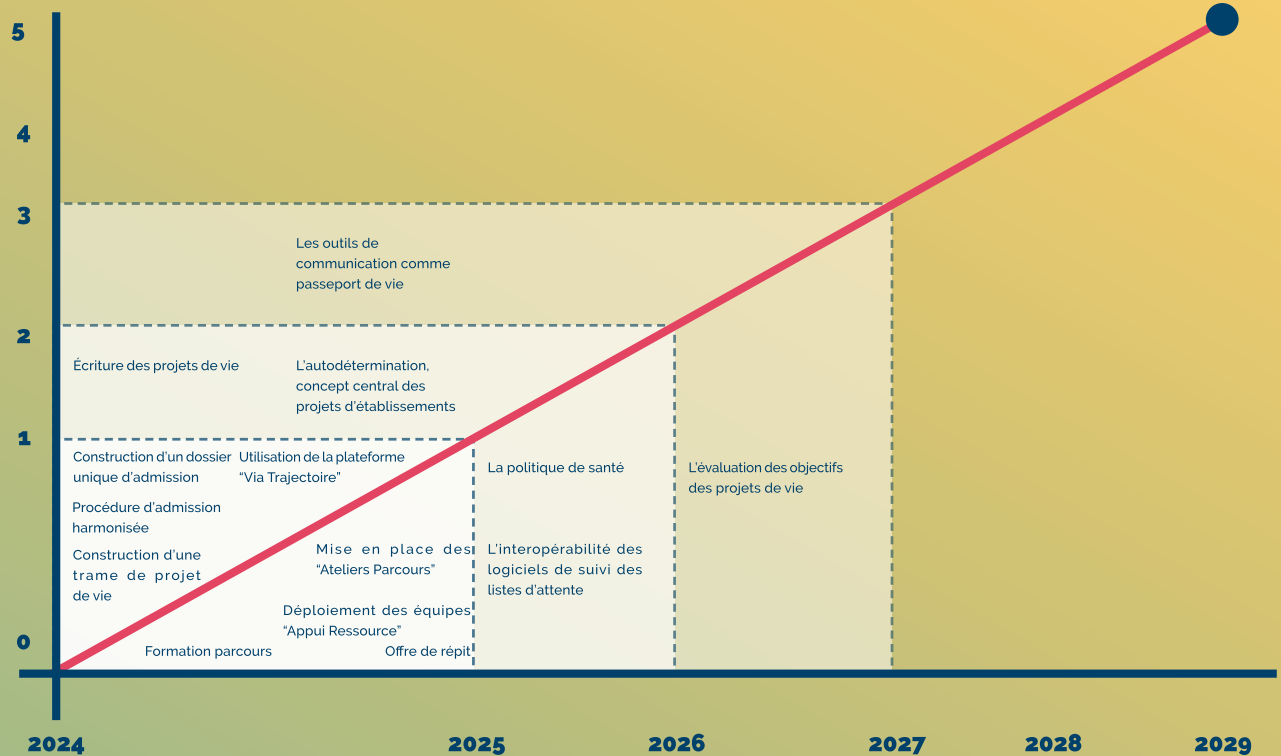 5
4
3
Les outils de
communication comme
passeport de vie
2
Écriture des projets de vie
L'autodétermination,
concept central des
projets d'établissements
1
Construction d'un dossier
unique d'admission
Utilisation de la plateforme
“Via Trajectoire”
Procédure d'admission
harmonisée
Construction d'une
trame de projet
de vie
Mise en place des
“Ateliers Parcours”
Déploiement des équipes
“Appui Ressource”
Formation parcours
Offre de répit
La politique de santé
L'interopérabilité des
logiciels de suivi des
listes d'attente
L'évaluation des objectifs
des projets de vie
0
2024
2025
2026
2027
2028
2029